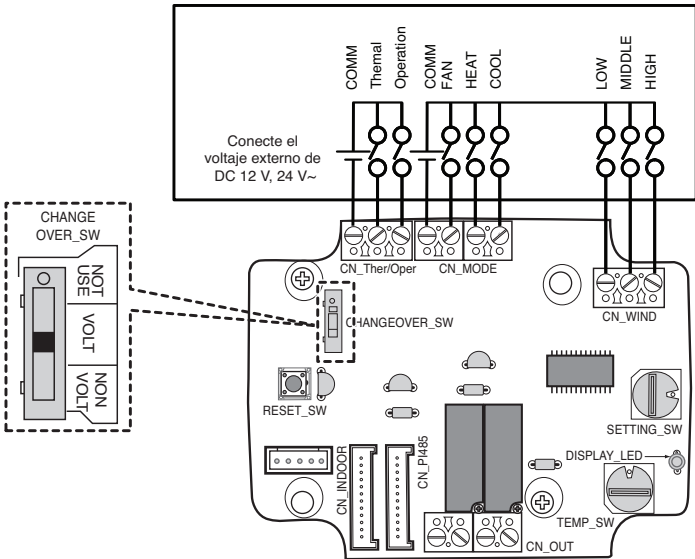 COMM
Themal
Operation
COMM
FAN
HEAT
COOL
LOW
MIDDLE
HIGH
Conecte el
voltaje externo de
DC 12 V, 24 V~
CHANGE
OVER_SW
NOT
USE
VOLT
NON
VOLT
CN_Ther/Oper
CN_MODE
CN_WIND
CHANGEOVER_SW
RESET_SW
SETTING_SW
DISPLAY_LED
CN_INDOOR
CN_PI485
TEMP_SW
CN_OUT